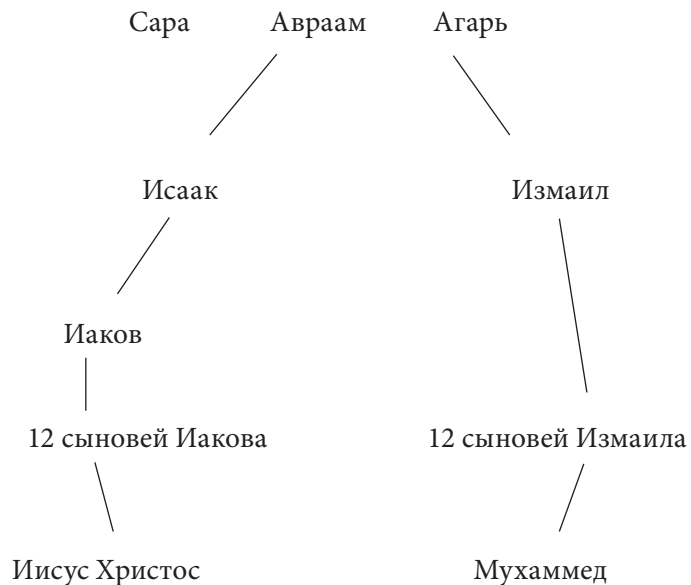 Сара Авраам Агарь
Исаак Измаил
Иаков
12 сыновей Иакова 12 сыновей Измаила
Иисус Христос Мухаммед